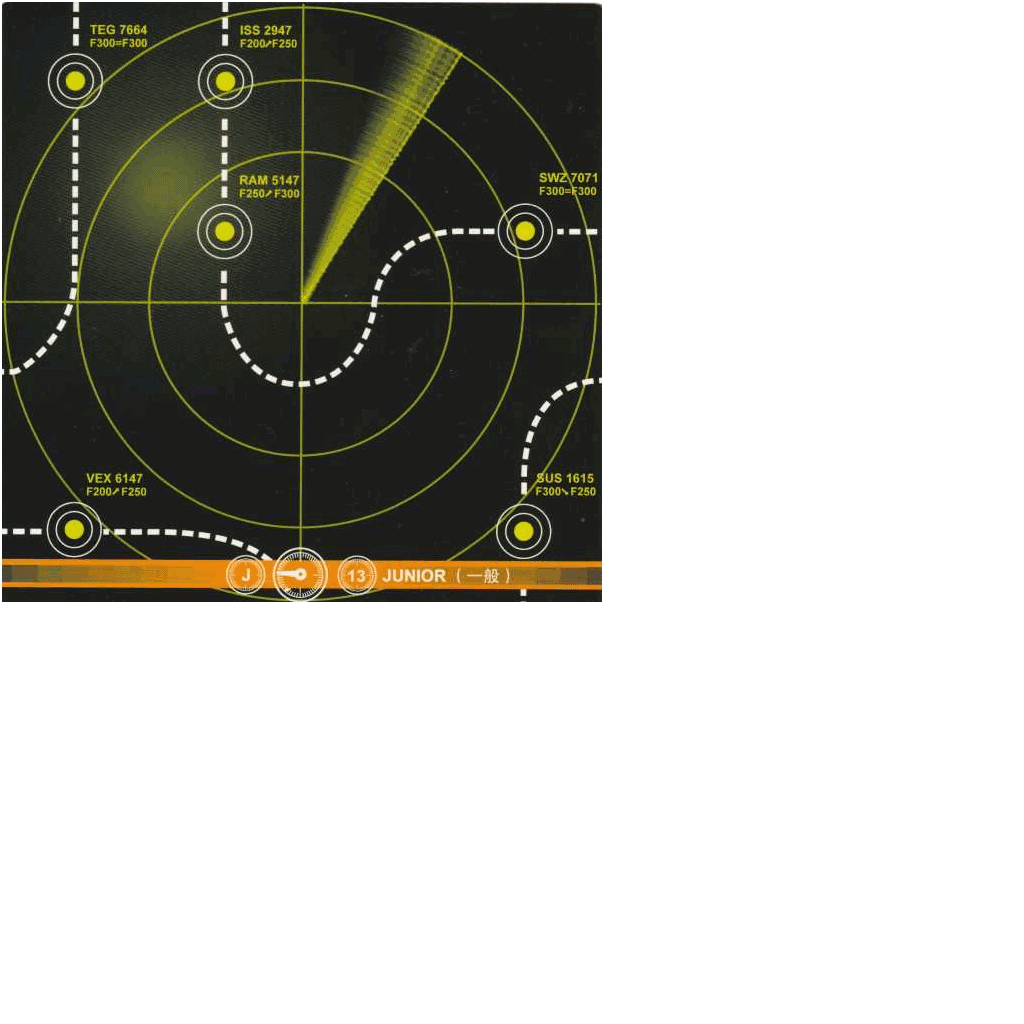 TEG 7664
F300=F300
ISS 2947
F200➚F250
RAM 5147
F250➚F300
SWZ 7071
F300=F300
VEX 6147
F200➚F250
SUS 1615
F300➘F250
J
13
JUNIOR（一般）